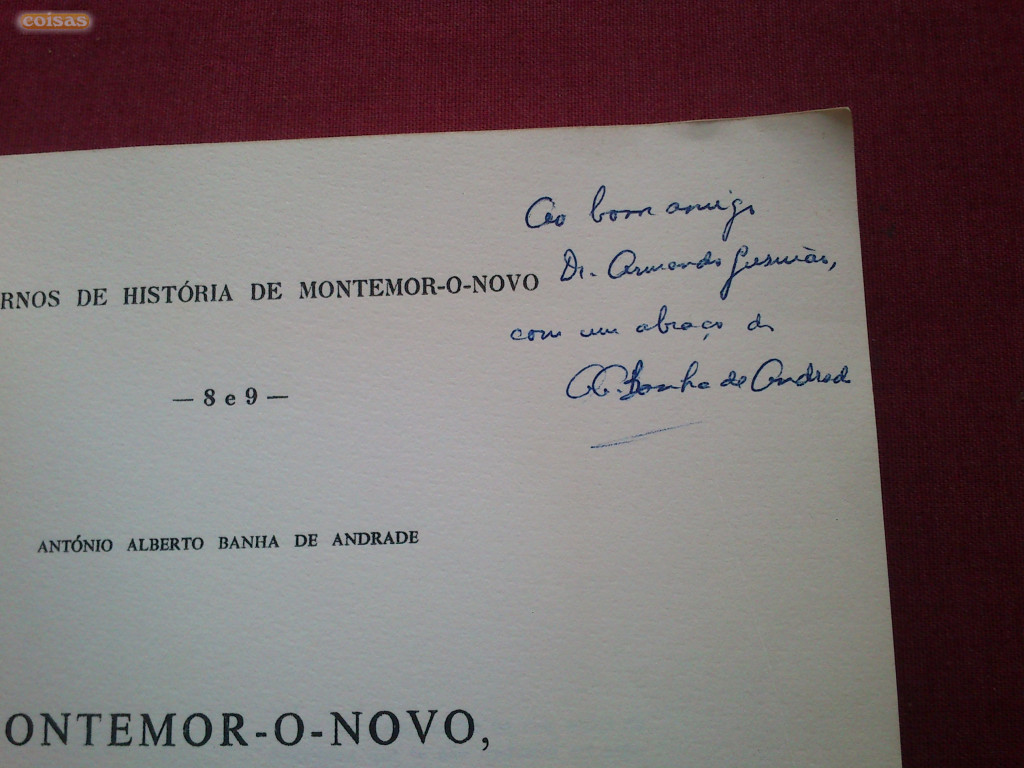 coisas
Ao bom amigo
Dr. Armando Gusmão,
com um abraço de
A. A. Banha de Andrade
RNOS DE HISTÓRIA DE MONTEMOR-O-NOVO
— 8 e 9 —
ANTÓNIO ALBERTO BANHA DE ANDRADE
ONTEMOR-O-NOVO,